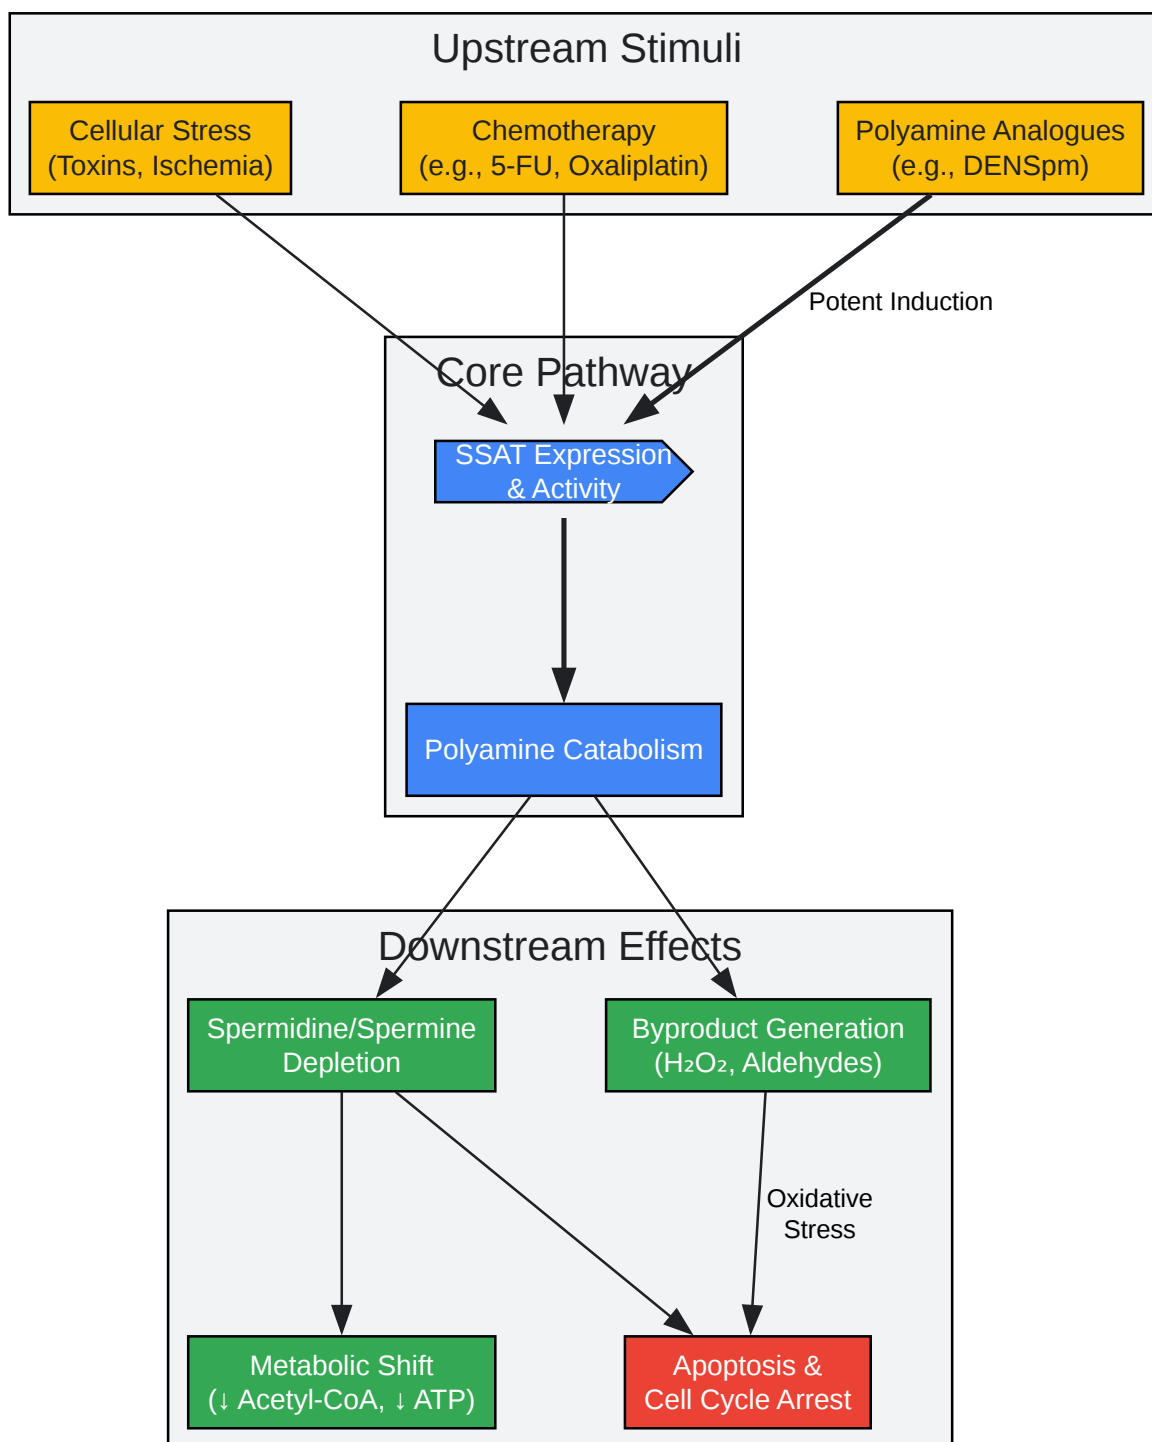 Upstream Stimuli
Cellular Stress
(Toxins, Ischemia)
Chemotherapy
(e.g., 5-FU, Oxaliplatin)
Polyamine Analogues
(e.g., DENSpm)
Potent Induction
Core Pathway
SSAT Expression
& Activity
Polyamine Catabolism
Downstream Effects
Spermidine/Spermine
Depletion
Byproduct Generation
(H₂O₂, Aldehydes)
Oxidative
Stress
Metabolic Shift
(↓ Acetyl-CoA, ↓ ATP)
Apoptosis &
Cell Cycle Arrest